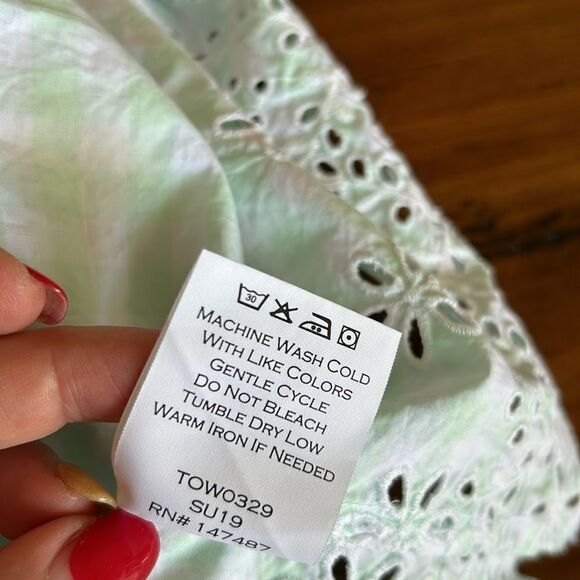 30
MACHINE WASH COLD
WITH LIKE COLORS
GENTLE CYCLE
DO NOT BLEACH
TUMBLE DRY LOW
WARM IRON IF NEEDED
TOW0329
SU19
RN# 147487